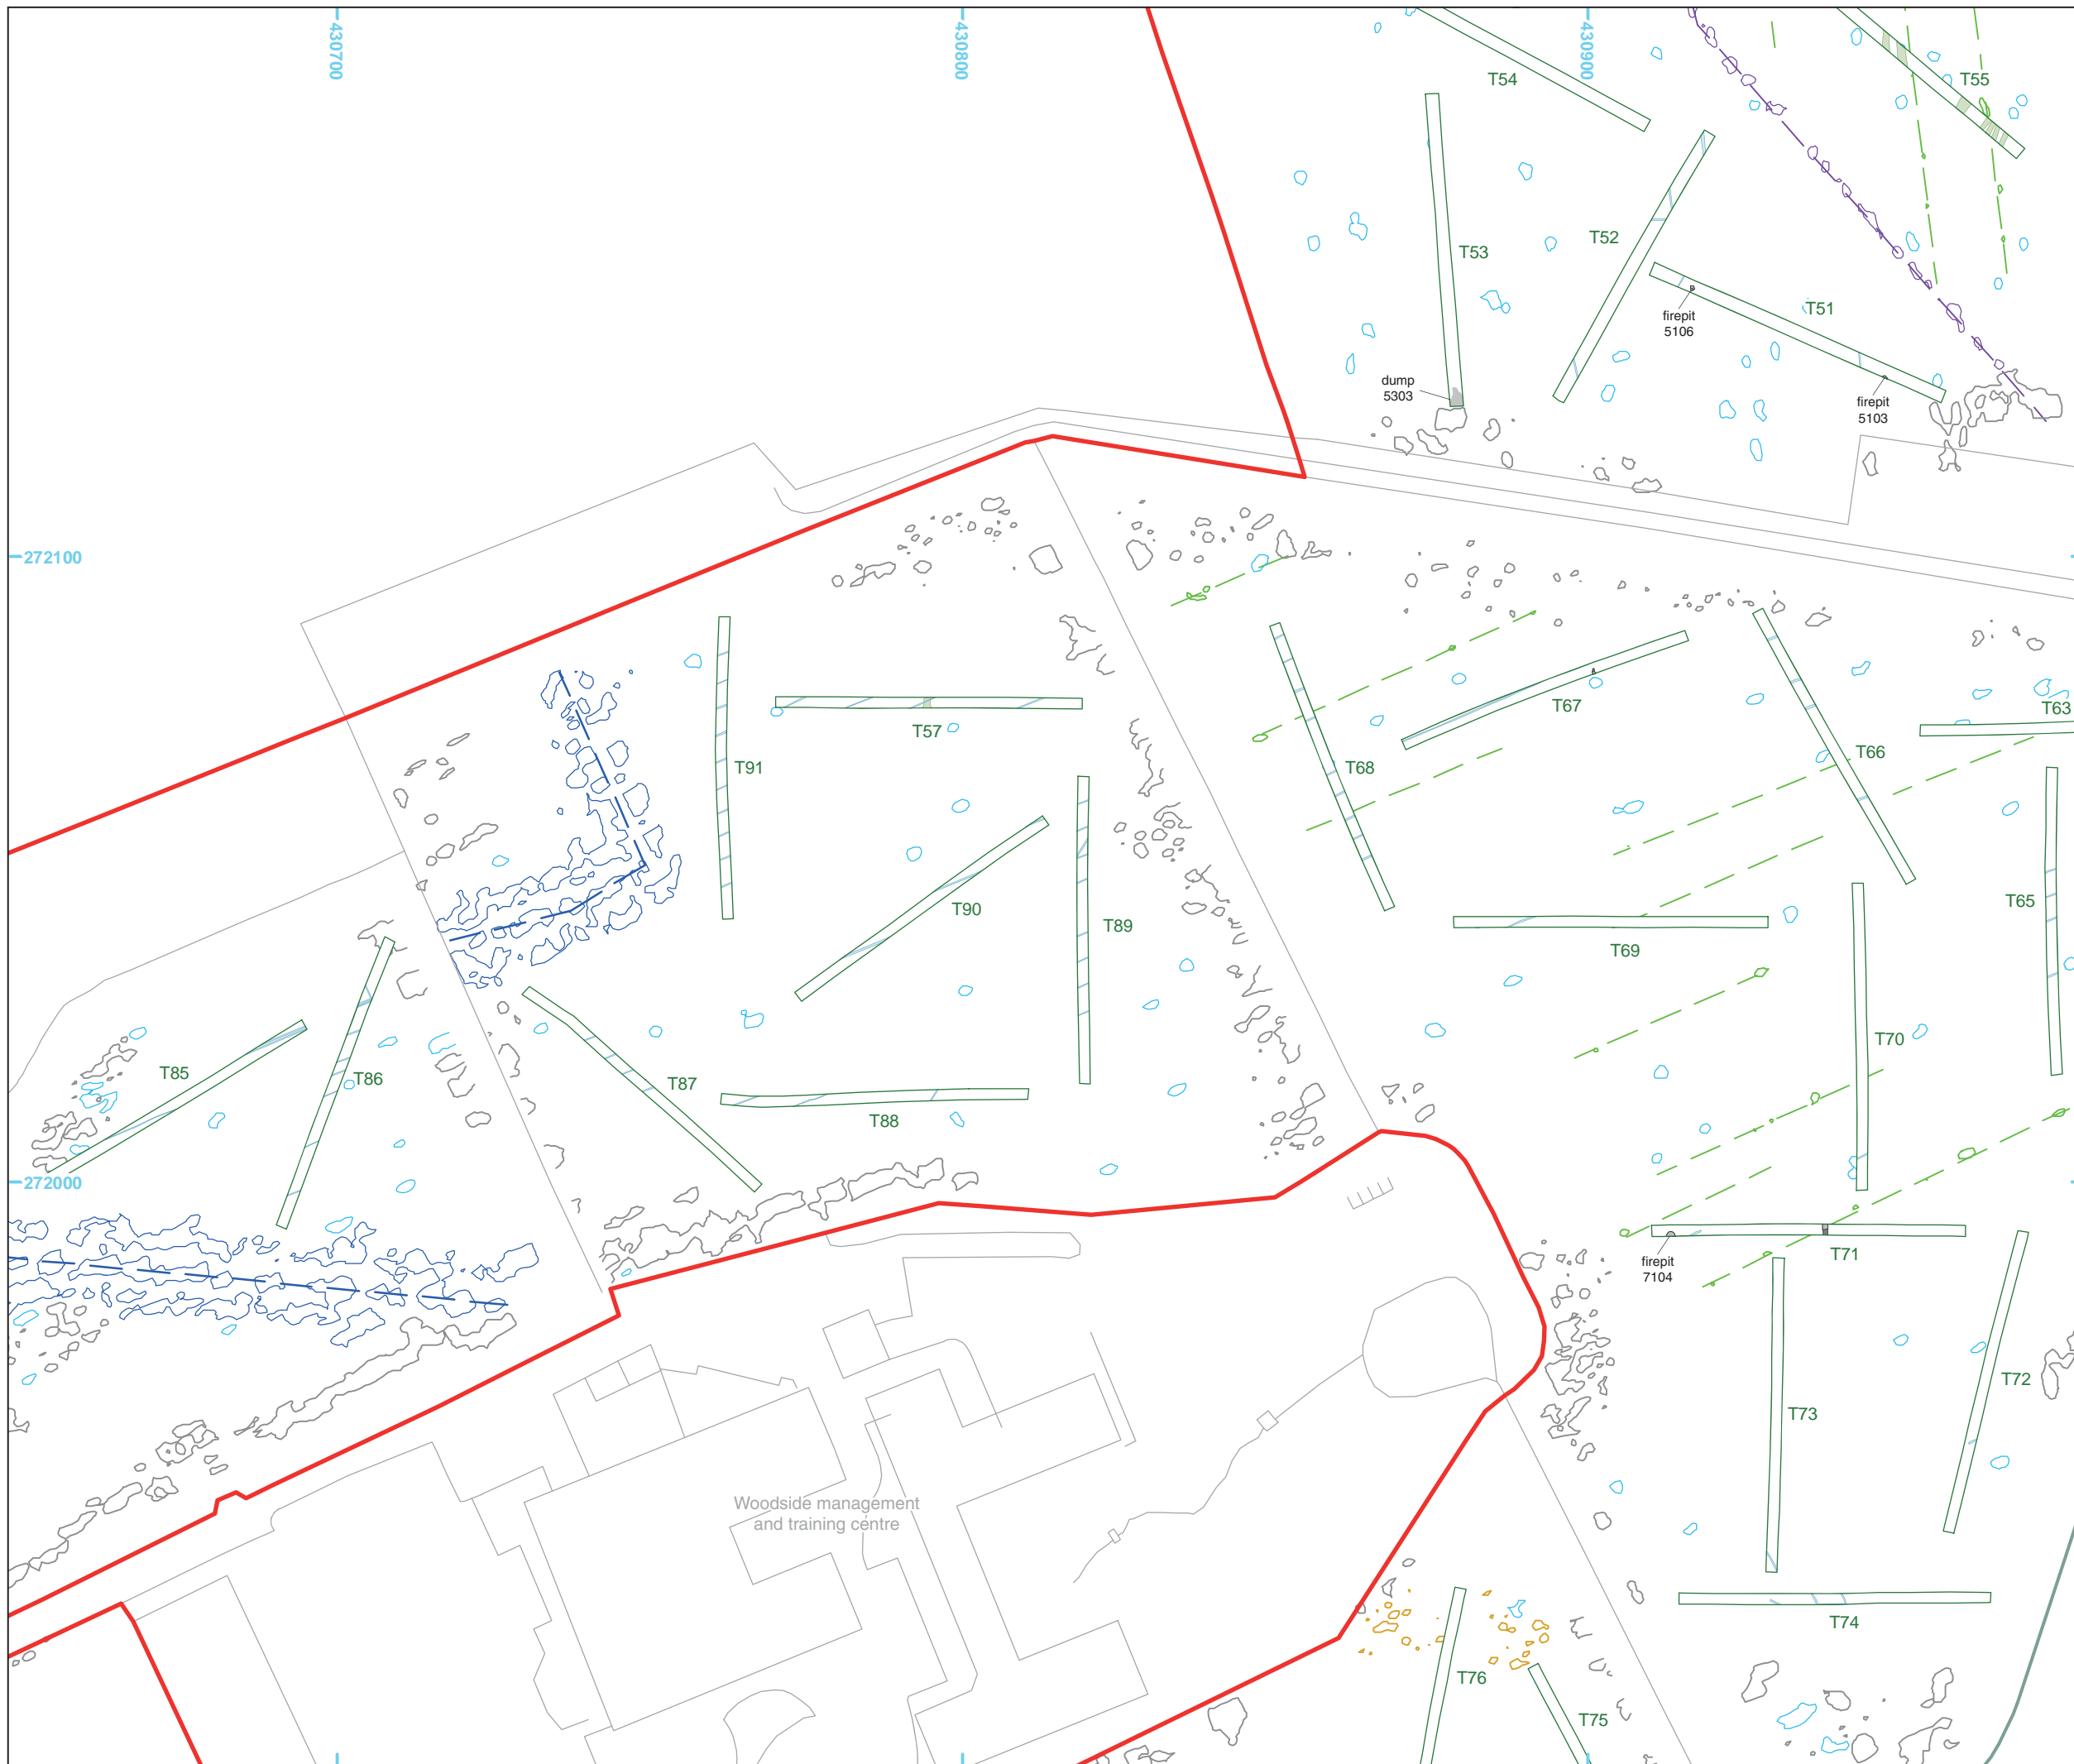 430700
430800
430900
T54
T55
T53
T52
T51
firepit
5106
dump
5303
firepit
5103
272100
T57
T91
T67
T68
T66
T63
T90
T89
T69
T65
T85
T86
T87
T88
T70
272000
T71
firepit
7104
T72
T73
Woodside management
and training centre
T74
T76
T75